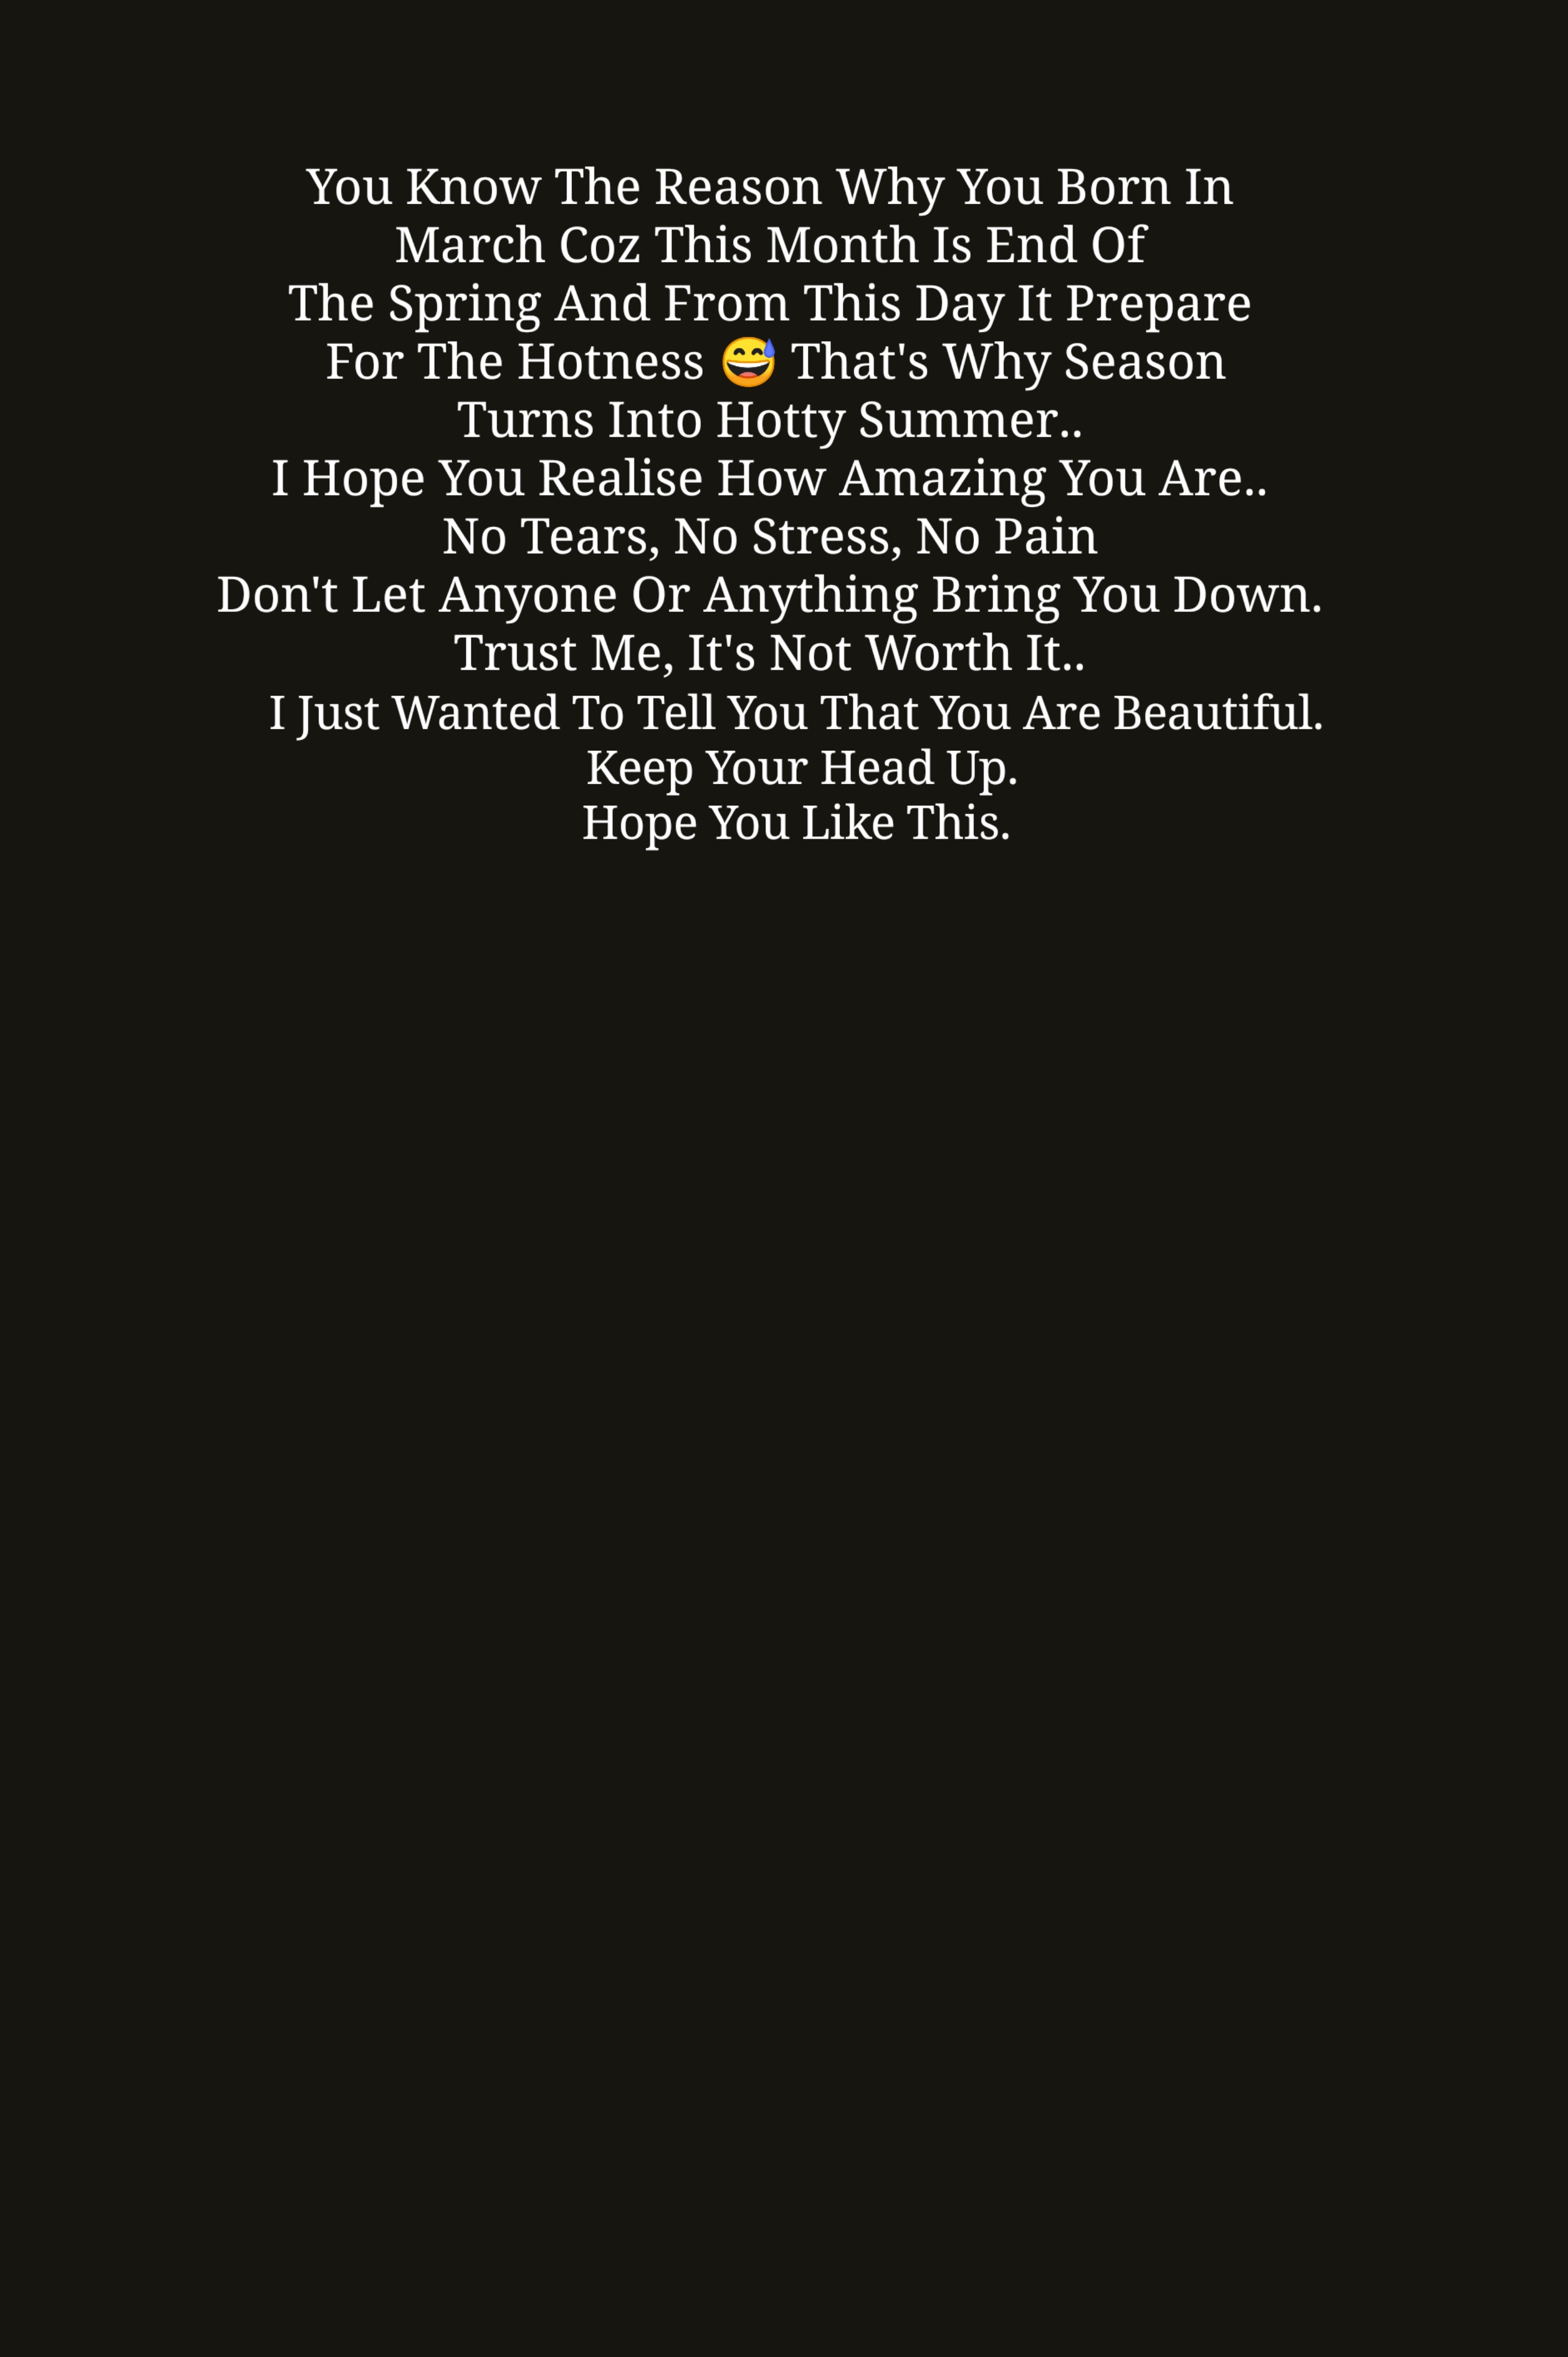 You Know The Reason Why You Born In
March Coz This Month Is End Of
The Spring And From This Day It Prepare
For The Hotness 😅 That's Why Season
Turns Into Hotty Summer..
I Hope You Realise How Amazing You Are..
No Tears, No Stress, No Pain
Don't Let Anyone Or Anything Bring You Down.
Trust Me, It's Not Worth It..
I Just Wanted To Tell You That You Are Beautiful.
Keep Your Head Up.
Hope You Like This.